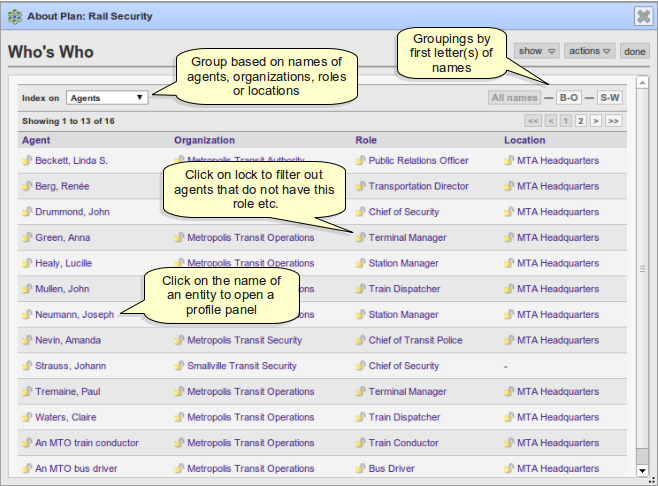 About Plan: Rail Security
Who's Who
Group based on names of
agents, organizations, roles
or locations
Groupings by
first letter(s) of
names
show
actions
done
Index on Agents
All names — B-O — S-W
Showing 1 to 13 of 16
<< < 1 2 > >>
Agent Organization Role Location
Beckett, Linda S. Metropolis Transit Authority Public Relations Officer MTA Headquarters
Berg, Renée Transportation Director MTA Headquarters
Drummond, John Chief of Security MTA Headquarters
Click on lock to filter out
agents that do not have this
role etc.
Green, Anna Metropolis Transit Operations Terminal Manager MTA Headquarters
Healy, Lucille Metropolis Transit Operations Station Manager MTA Headquarters
Mullen, John Operations Train Dispatcher MTA Headquarters
Neumann, Joseph Operations Station Manager MTA Headquarters
Click on the name of
an entity to open a
profile panel
Nevin, Amanda Metropolis Transit Security Chief of Transit Police MTA Headquarters
Strauss, Johann Smallville Transit Security Chief of Security -
Tremaine, Paul Metropolis Transit Operations Terminal Manager MTA Headquarters
Waters, Claire Metropolis Transit Operations Train Dispatcher MTA Headquarters
An MTO train conductor Metropolis Transit Operations Train Conductor MTA Headquarters
An MTO bus driver Metropolis Transit Operations Bus Driver MTA Headquarters